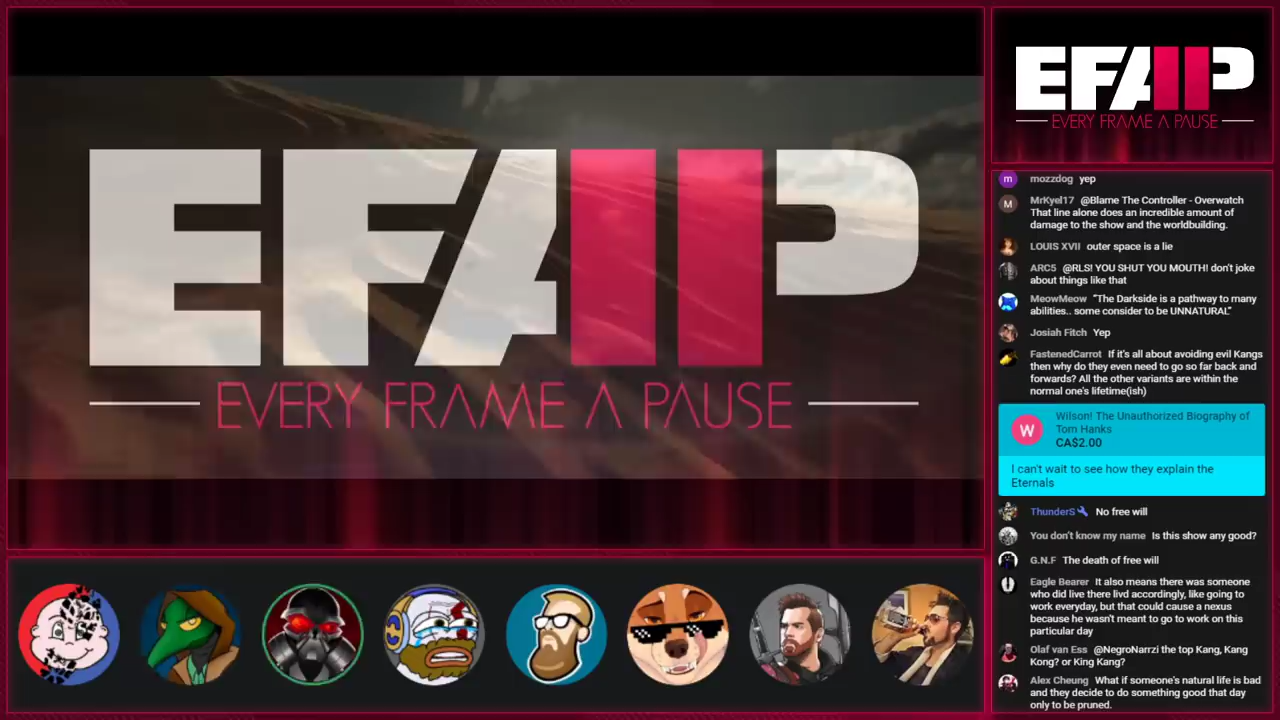 EFAP
EVERY FRAME A PAUSE
EFAP
EVERY FRAME A PAUSE
m
mozzdog yep
M
MrKyel17 @Blame The Controller - Overwatch
That line alone does an incredible amount of
damage to the show and the worldbuilding.
LOUIS XVII outer space is a lie
ARC5 @RLS! YOU SHUT YOU MOUTH! don't joke
about things like that
MeowMeow “The Darkside is a pathway to many
abilities.. some consider to be UNNATURAL”
Josiah Fitch Yep
FastenedCarrot If it's all about avoiding evil Kangs
then why do they even need to go so far back and
forwards? All the other variants are within the
normal one's lifetime(ish)
W
Wilson! The Unauthorized Biography of
Tom Hanks
CA$2.00
I can't wait to see how they explain the
Eternals
ThunderS No free will
You don't know my name Is this show any good?
G.N.F The death of free will
Eagle Bearer It also means there was someone
who did live there livd accordingly, like going to
work everyday, but that could cause a nexus
because he wasn't meant to go to work on this
particular day
Olaf van Ess @NegroNarrzi the top Kang, Kang
Kong? or King Kang?
Alex Cheung What if someone's natural life is bad
and they decide to do something good that day
only to be pruned.